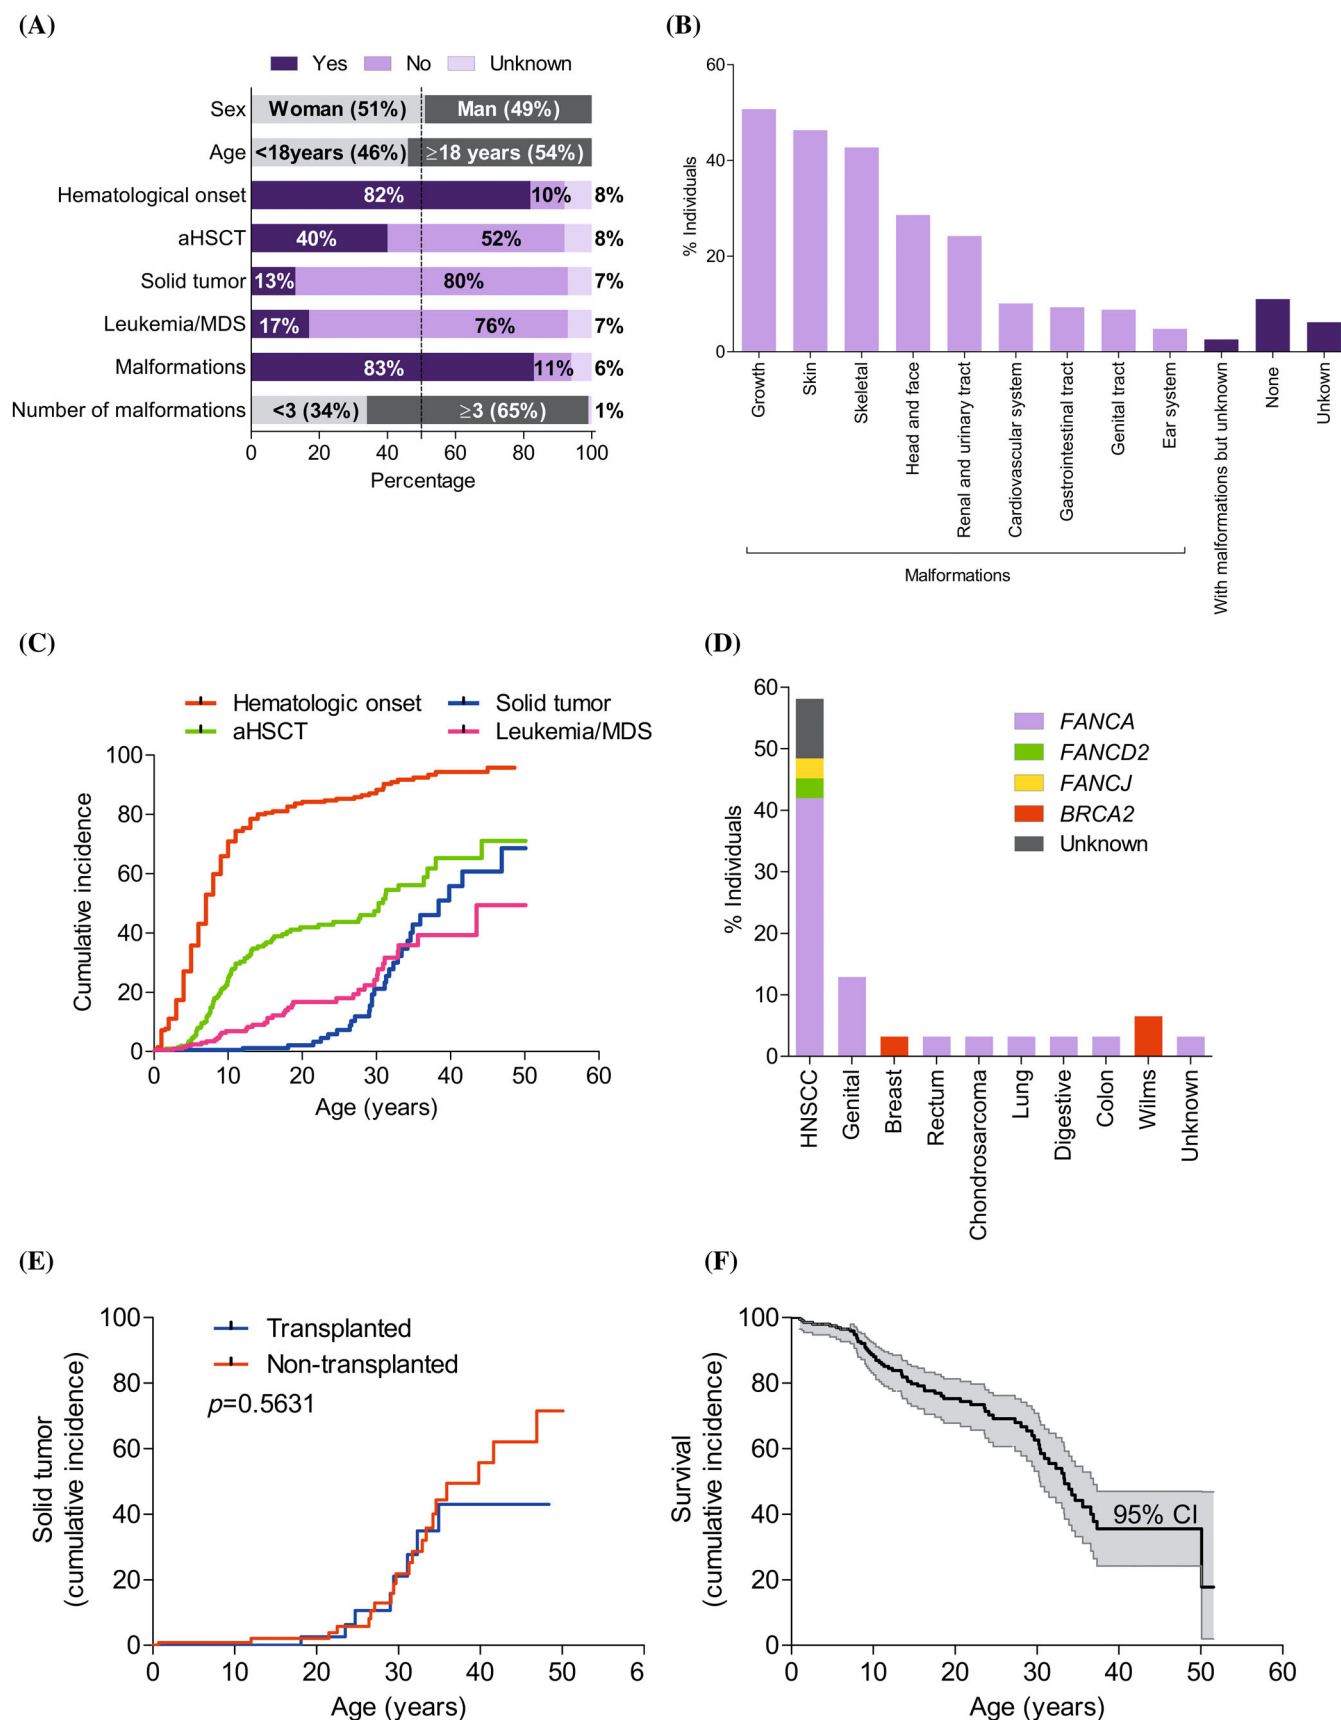 (A)
Yes No Unknown
Sex Woman (51%) Man (49%)
Age <18years (46%) ≥18 years (54%)
Hematological onset 82% 10% 8%
aHSCT 40% 52% 8%
Solid tumor 13% 80% 7%
Leukemia/MDS 17% 76% 7%
Malformations 83% 11% 6%
Number of malformations <3 (34%) ≥3 (65%) 1%
0 20 40 60 80 100
Percentage
(B)
% Individuals
60
40
20
0
Growth
Skin
Skeletal
Head and face
Renal and urinary tract
Cardiovascular system
Gastrointestinal tract
Genital tract
Ear system
With malformations but unknown
None
Unkown
Malformations
(C)
Hematologic onset Solid tumor
aHSCT Leukemia/MDS
Cumulative incidence
100
80
60
40
20
0
0 10 20 30 40 50 60
Age (years)
(D)
% Individuals
60
50
40
30
20
10
0
FANCA
FANCD2
FANCJ
BRCA2
Unknown
HNSCC
Genital
Breast
Rectum
Chondrosarcoma
Lung
Digestive
Colon
Wilms
Unknown
(E)
Solid tumor
(cumulative incidence)
100
80
60
40
20
0
Transplanted
Non-transplanted
p=0.5631
0 10 20 30 40 50 6
Age (years)
(F)
Survival
(cumulative incidence)
100
80
60
40
20
0
95% CI
0 10 20 30 40 50 60
Age (years)